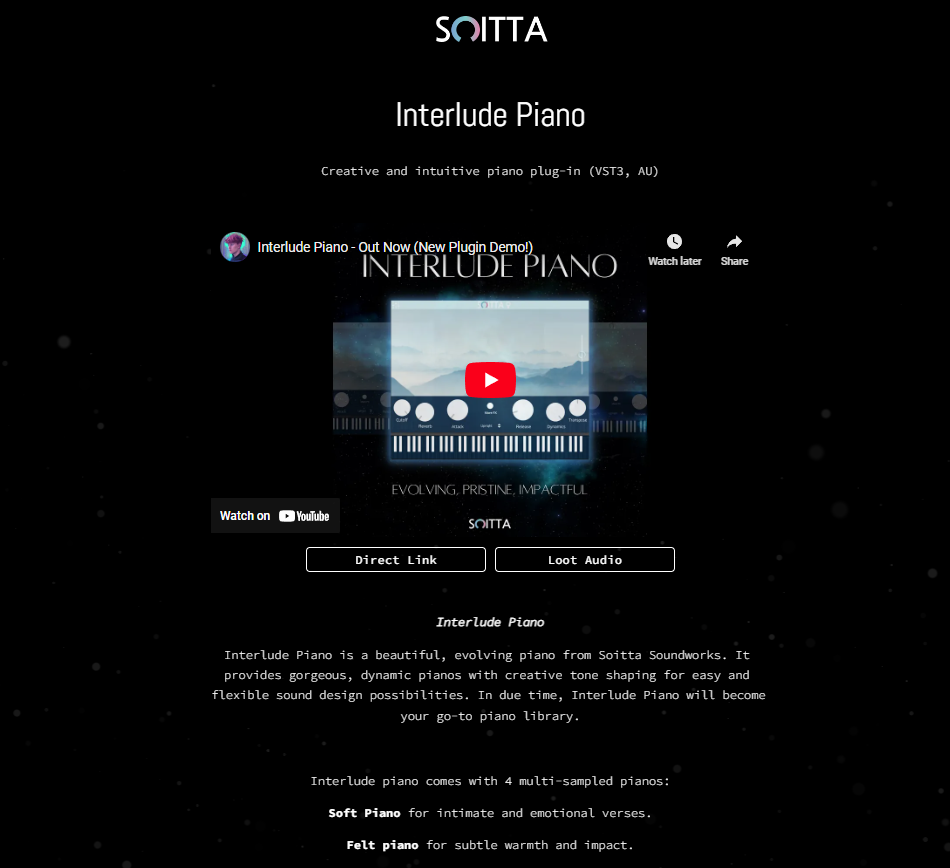 SOITTA
Interlude Piano
Creative and intuitive piano plug-in (VST3, AU)
Interlude Piano - Out Now (New Plugin Demo!)
Watch later
Share
INTERLUDE PIANO
Cutoff
Reverb
Attack
Release
Dynamics
EVOLVING, PRISTINE, IMPACTFUL
SOITTA
Watch on YouTube
Direct Link
Loot Audio
Interlude Piano
Interlude Piano is a beautiful, evolving piano from Soitta Soundworks. It
provides gorgeous, dynamic pianos with creative tone shaping for easy and
flexible sound design possibilities. In due time, Interlude Piano will become
your go-to piano library.
Interlude piano comes with 4 multi-sampled pianos:
Soft Piano for intimate and emotional verses.
Felt piano for subtle warmth and impact.